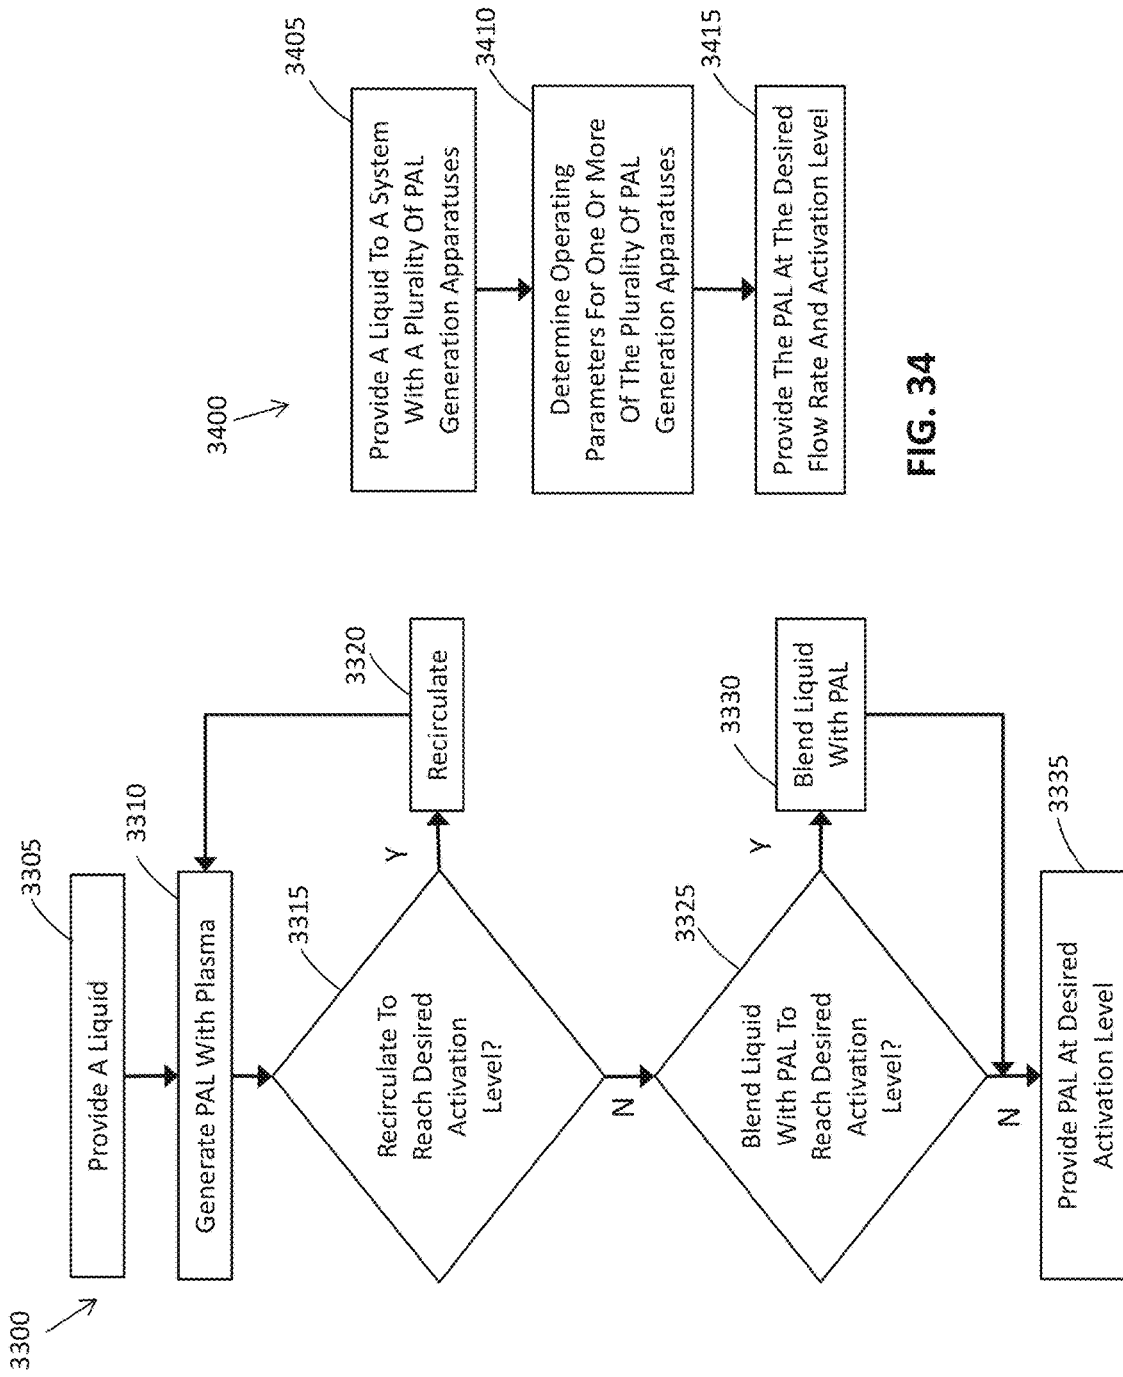 3300
3305
Provide A Liquid
3310
Generate PAL With Plasma
3315
Recirculate To
Reach Desired
Activation
Level?
Y
3320
Recirculate
N
3325
Blend Liquid
With PAL To
Reach Desired
Activation
Level?
Y
3330
Blend Liquid
With PAL
N
3335
Provide PAL At Desired
Activation Level
3400
3405
Provide A Liquid To A System
With A Plurality Of PAL
Generation Apparatuses
3410
Determine Operating
Parameters For One Or More
Of The Plurality Of PAL
Generation Apparatuses
3415
Provide The PAL At The Desired
Flow Rate And Activation Level
FIG. 34